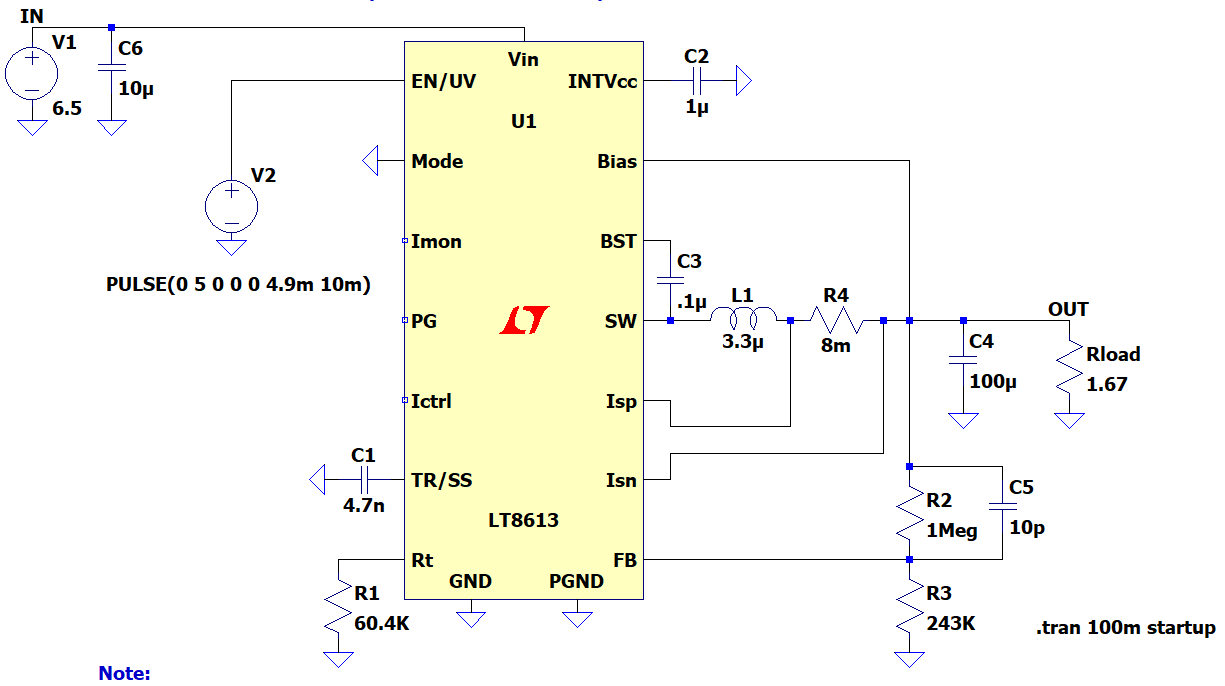 IN
V1
6.5
C6
10µ
Vin
EN/UV
INTVcc
C2
1µ
U1
Mode
Bias
V2
PULSE(0 5 0 0 0 4.9m 10m)
Imon
BST
C3
.1µ
PG
SW
L1
3.3µ
R4
8m
OUT
C4
100µ
Rload
1.67
Ictrl
Isp
C1
4.7n
TR/SS
Isn
LT8613
R2
1Meg
C5
10p
Rt
GND
PGND
FB
R1
60.4K
R3
243K
.tran 100m startup
Note: